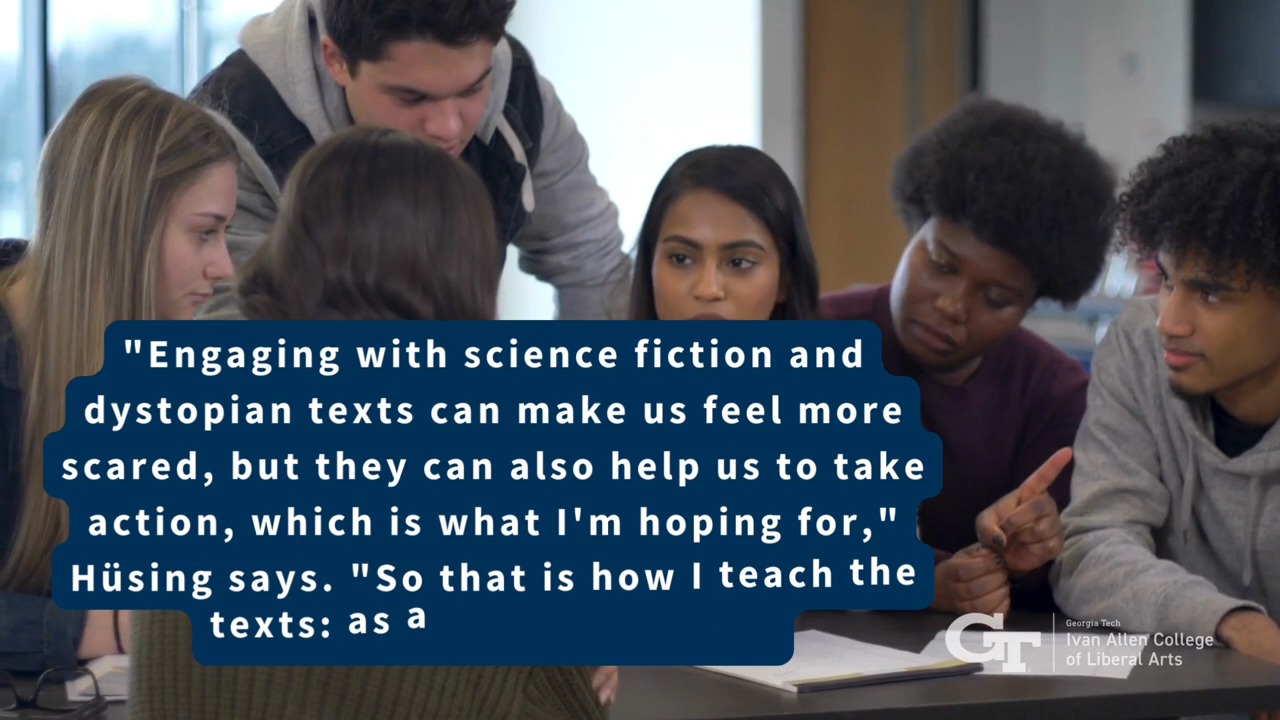 "Engaging with science fiction and
dystopian texts can make us feel more
scared, but they can also help us to take
action, which is what I'm hoping for,"
Hüsing says. "So that is how I teach the
texts: as a
GT
Georgia Tech
Ivan Allen College
of Liberal Arts